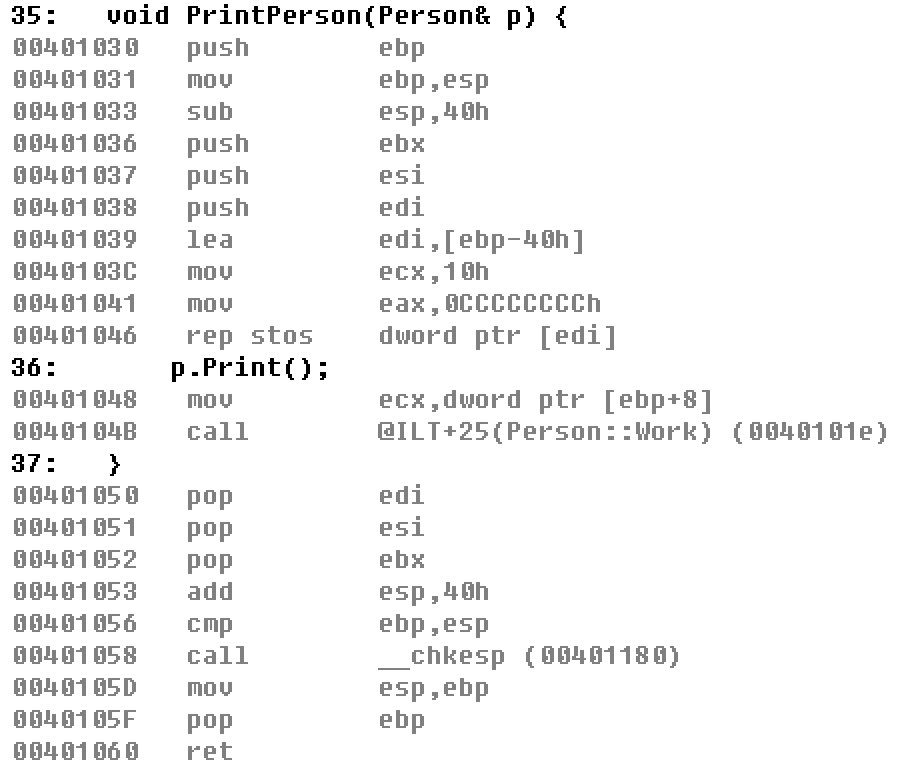 35:   void PrintPerson(Person& p) {
00401030   push        ebp
00401031   mov         ebp,esp
00401033   sub         esp,40h
00401036   push        ebx
00401037   push        esi
00401038   push        edi
00401039   lea         edi,[ebp-40h]
0040103C   mov         ecx,10h
00401041   mov         eax,0CCCCCCCCh
00401046   rep stos    dword ptr [edi]
36:       p.Print();
00401048   mov         ecx,dword ptr [ebp+8]
0040104B   call        @ILT+25(Person::Work) (0040101e)
37:   }
00401050   pop         edi
00401051   pop         esi
00401052   pop         ebx
00401053   add         esp,40h
00401056   cmp         ebp,esp
00401058   call        __chkesp (00401180)
0040105D   mov         esp,ebp
0040105F   pop         ebp
00401060   ret